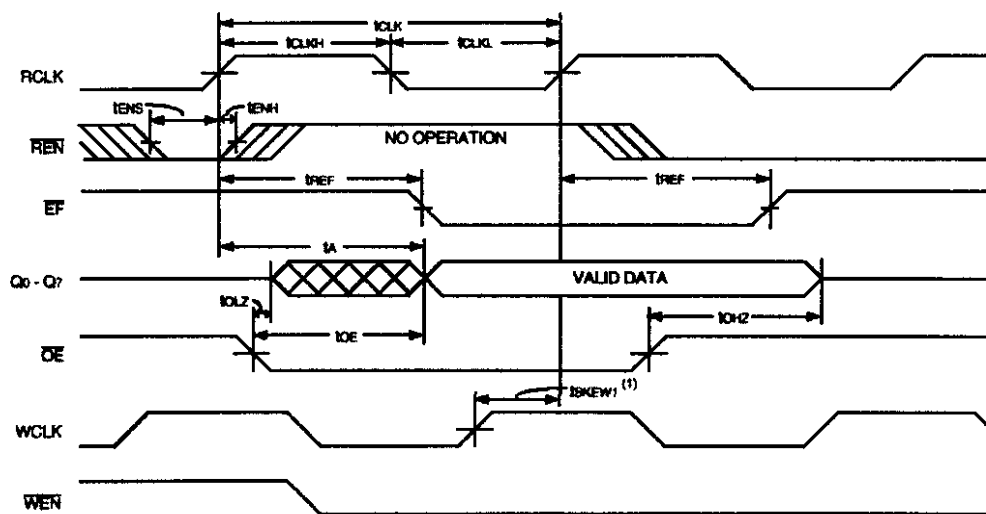 tCLK
tCLKH
tCLKL
RCLK
tENS
tENH
REN
NO OPERATION
tREF
tREF
EF
tA
Q0 - Q7
VALID DATA
tOLZ
tOE
tOHZ
OE
tSKEW1 (1)
WCLK
WEN